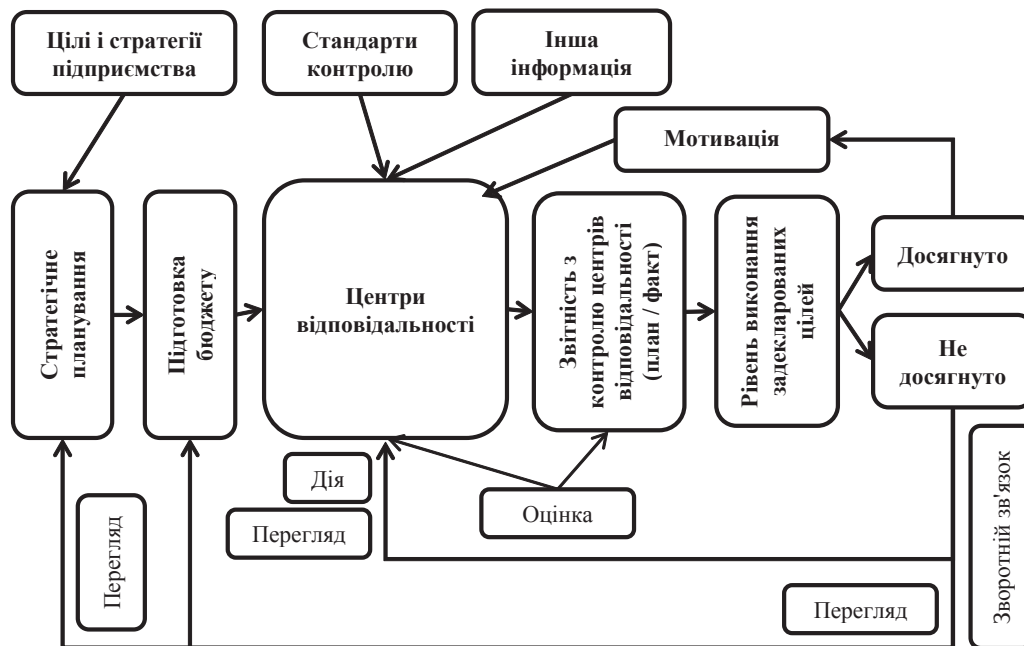 Цілі і стратегії
підприємства
Стандарти
контролю
Інша
інформація
Мотивація
Стратегічне
планування
Підготовка
бюджету
Центри
відповідальності
Звітність з
контролю центрів
відповідальності
(план / факт)
Рівень виконання
задекларованих
цілей
Досягнуто
Не
досягнуто
Дія
Перегляд
Оцінка
Перегляд
Перегляд
Зворотній зв'язок